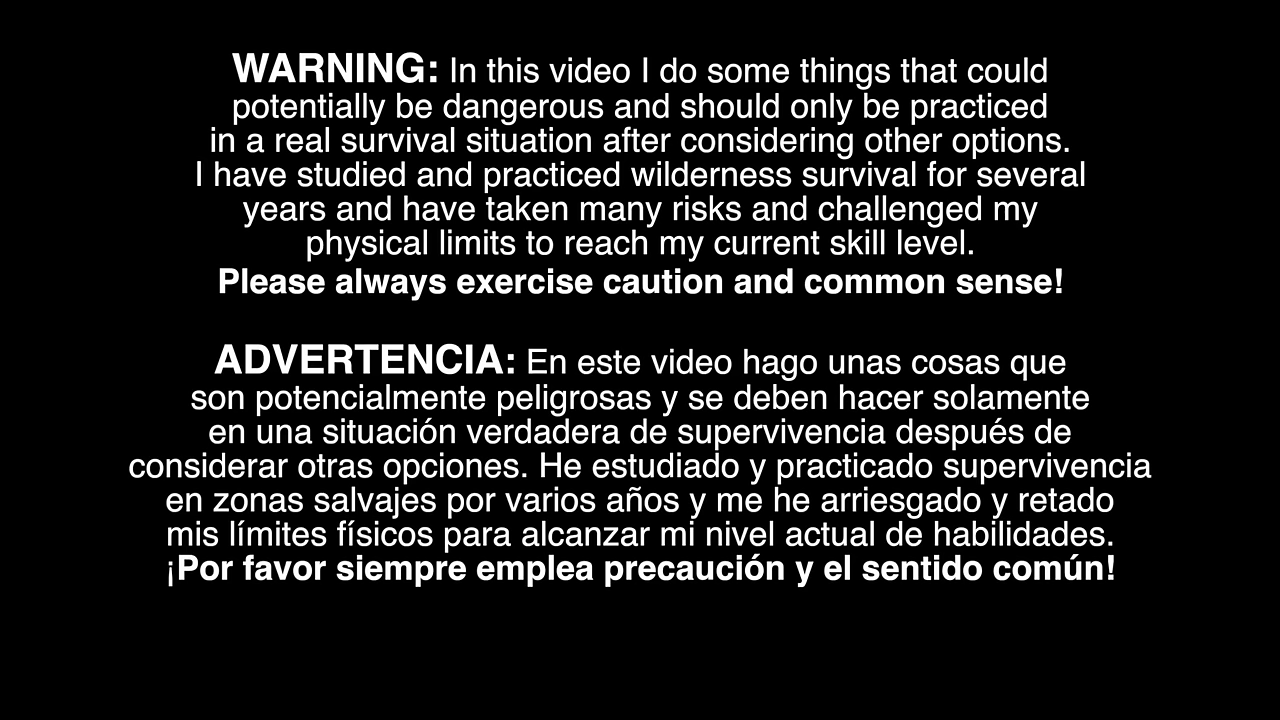 WARNING: In this video I do some things that could
potentially be dangerous and should only be practiced
in a real survival situation after considering other options.
I have studied and practiced wilderness survival for several
years and have taken many risks and challenged my
physical limits to reach my current skill level.
Please always exercise caution and common sense!
ADVERTENCIA: En este video hago unas cosas que
son potencialmente peligrosas y se deben hacer solamente
en una situación verdadera de supervivencia después de
considerar otras opciones. He estudiado y practicado supervivencia
en zonas salvajes por varios años y me he arriesgado y retado
mis límites físicos para alcanzar mi nivel actual de habilidades.
¡Por favor siempre emplea precaución y el sentido común!